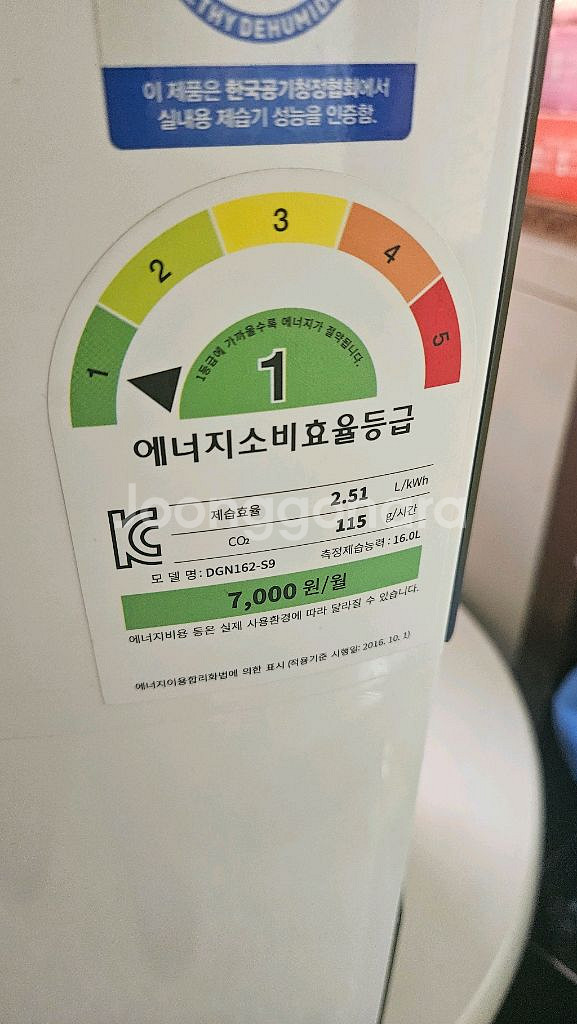 THY DEHUMID
이 제품은 한국공기청정협회에서
실내용 제습기 성능을 인증함.
1 2 3 4 5
1등급에 가까울수록 에너지가 절약됩니다.
1
에너지소비효율등급
제습효율 2.51 L/kWh
CO₂ 115 g/시간
모 델 명 : DGN162-S9 측정제습능력 : 16.0L
7,000 원/월
에너지비용 등은 실제 사용환경에 따라 달라질 수 있습니다.
에너지이용합리화법에 의한 표시 (적용기준 시행일: 2016. 10. 1)
joonggonara